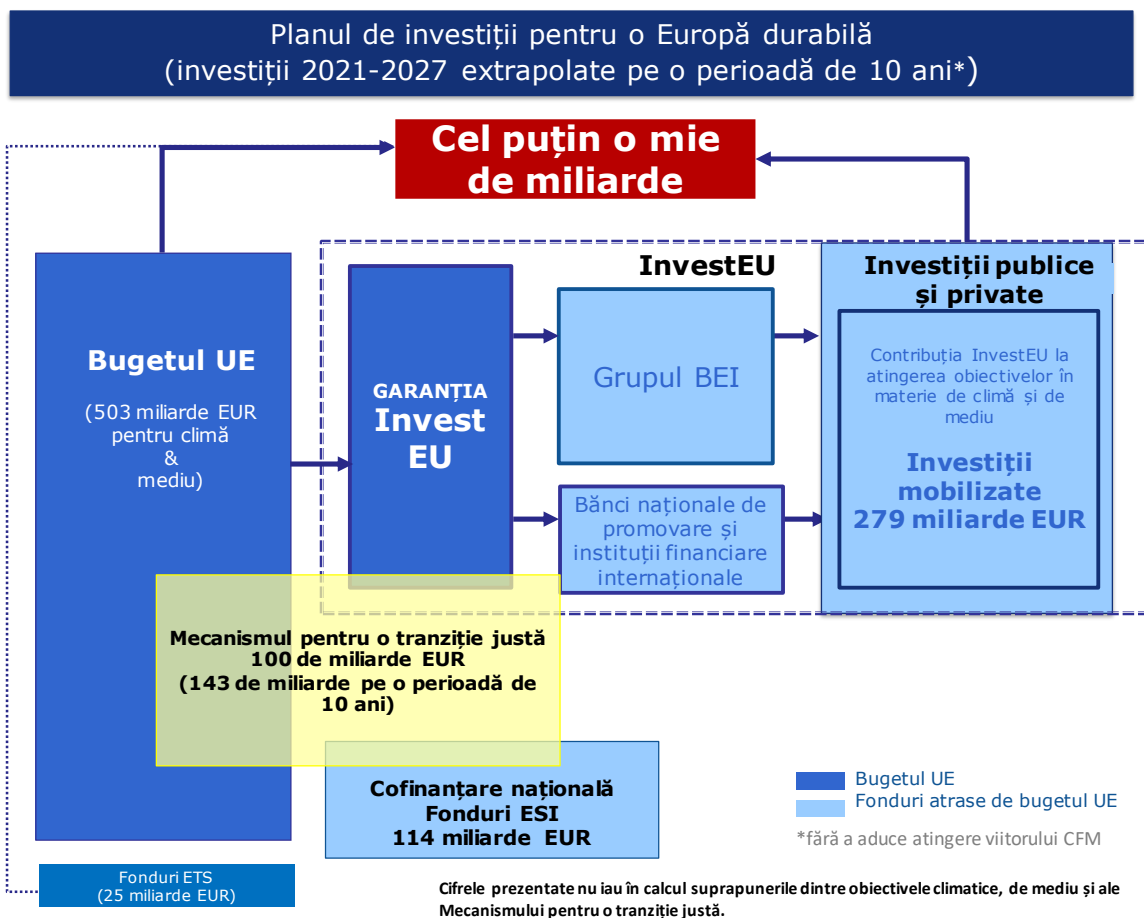 Planul de investiții pentru o Europă durabilă
(investiții 2021-2027 extrapolate pe o perioadă de 10 ani*)
Cel puțin o mie
de miliarde
Bugetul UE
(503 miliarde EUR
pentru climă
&
mediu)
GARANȚIA
Invest
EU
InvestEU
Grupul BEI
Bănci naționale de
promovare și
instituții financiare
internaționale
Investiții publice
și private
Contribuția InvestEU la
atingerea obiectivelor în
materie de climă și de
mediu
Investiții
mobilizate
279 miliarde EUR
Mecanismul pentru o tranziție justă
100 de miliarde EUR
(143 de miliarde pe o perioadă de
10 ani)
Cofinanțare națională
Fonduri ESI
114 miliarde EUR
Bugetul UE
Fonduri atrase de bugetul UE
*fără a aduce atingere viitorului CFM
Fonduri ETS
(25 miliarde EUR)
Cifrele prezentate nu iau în calcul suprapunerile dintre obiectivele climatice, de mediu și ale
Mecanismului pentru o tranziție justă.